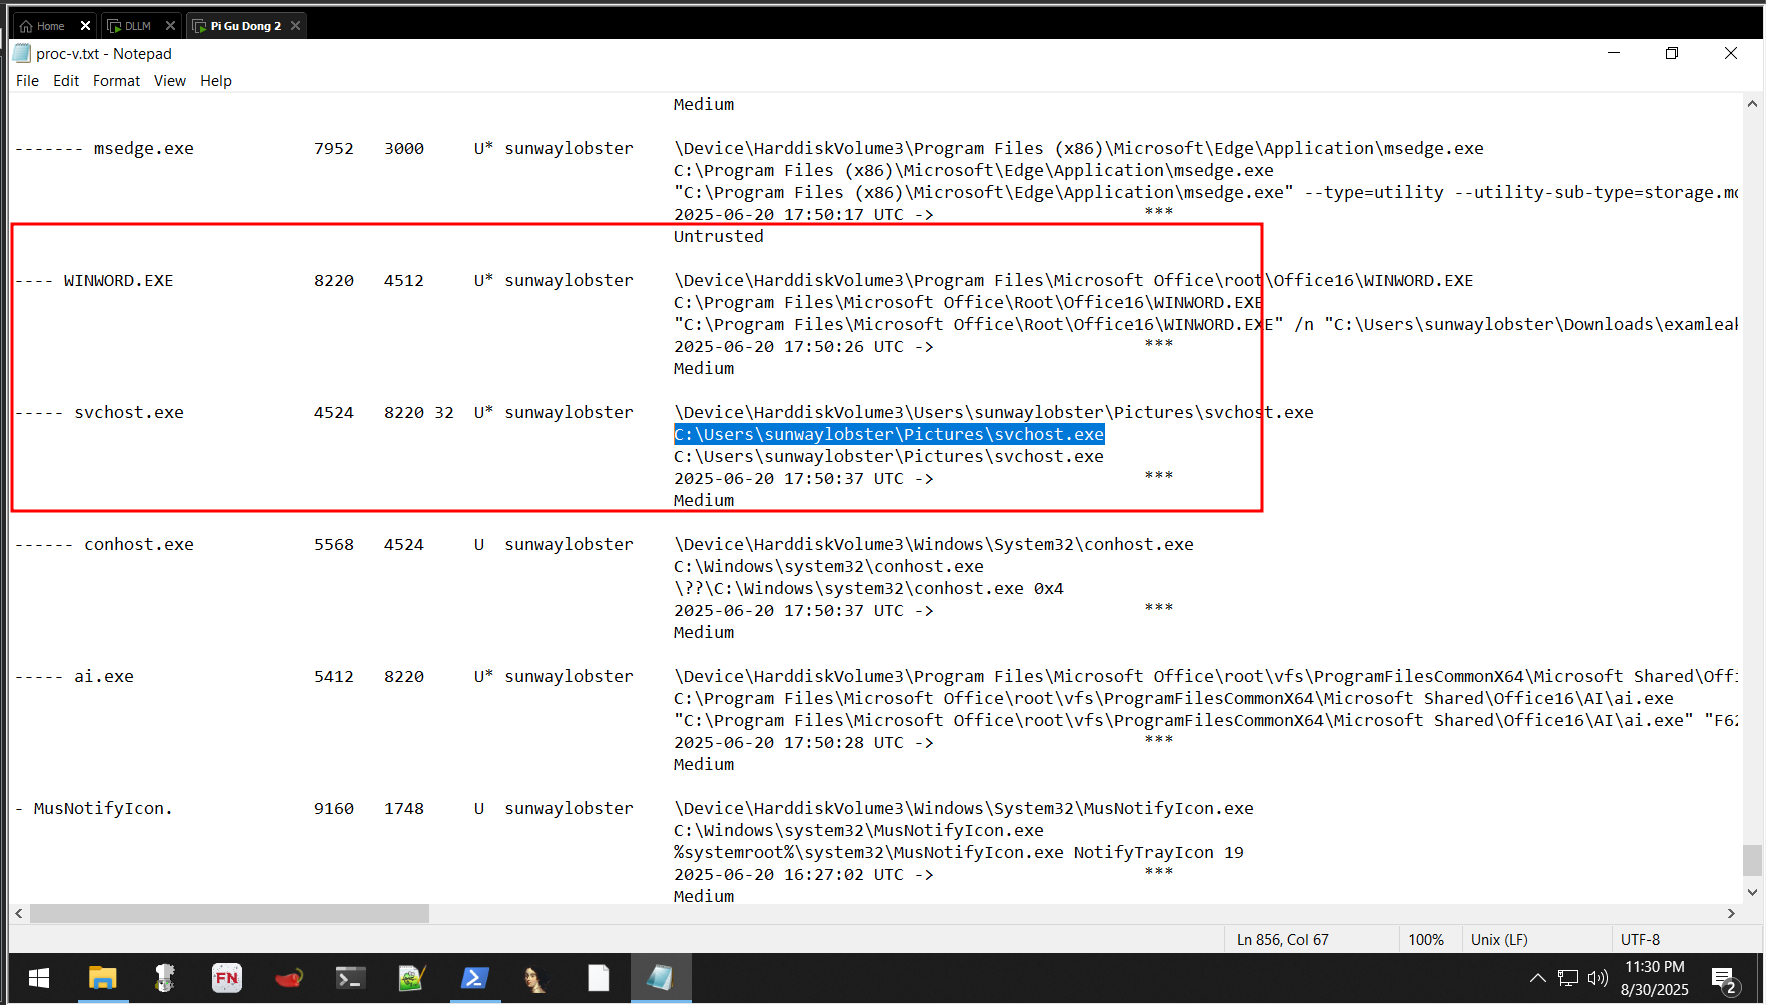 Home DLLM Pi Gu Dong 2
proc-v.txt - Notepad
File Edit Format View Help
Medium
------- msedge.exe 7952 3000 U* sunwaylobster \Device\HarddiskVolume3\Program Files (x86)\Microsoft\Edge\Application\msedge.exe
C:\Program Files (x86)\Microsoft\Edge\Application\msedge.exe
"C:\Program Files (x86)\Microsoft\Edge\Application\msedge.exe" --type=utility --utility-sub-type=storage.mo
2025-06-20 17:50:17 UTC -> ***
Untrusted
---- WINWORD.EXE 8220 4512 U* sunwaylobster \Device\HarddiskVolume3\Program Files\Microsoft Office\root\Office16\WINWORD.EXE
C:\Program Files\Microsoft Office\Root\Office16\WINWORD.EXE
"C:\Program Files\Microsoft Office\Root\Office16\WINWORD.EXE" /n "C:\Users\sunwaylobster\Downloads\examleak
2025-06-20 17:50:26 UTC -> ***
Medium
----- svchost.exe 4524 8220 32 U* sunwaylobster \Device\HarddiskVolume3\Users\sunwaylobster\Pictures\svchost.exe
C:\Users\sunwaylobster\Pictures\svchost.exe
C:\Users\sunwaylobster\Pictures\svchost.exe
2025-06-20 17:50:37 UTC -> ***
Medium
------ conhost.exe 5568 4524 U sunwaylobster \Device\HarddiskVolume3\Windows\System32\conhost.exe
C:\Windows\system32\conhost.exe
\??\C:\Windows\system32\conhost.exe 0x4
2025-06-20 17:50:37 UTC -> ***
Medium
----- ai.exe 5412 8220 U* sunwaylobster \Device\HarddiskVolume3\Program Files\Microsoft Office\root\vfs\ProgramFilesCommonX64\Microsoft Shared\Offi
C:\Program Files\Microsoft Office\root\vfs\ProgramFilesCommonX64\Microsoft Shared\Office16\AI\ai.exe
"C:\Program Files\Microsoft Office\root\vfs\ProgramFilesCommonX64\Microsoft Shared\Office16\AI\ai.exe" "F62
2025-06-20 17:50:28 UTC -> ***
Medium
- MusNotifyIcon. 9160 1748 U sunwaylobster \Device\HarddiskVolume3\Windows\System32\MusNotifyIcon.exe
C:\Windows\system32\MusNotifyIcon.exe
%systemroot%\system32\MusNotifyIcon.exe NotifyTrayIcon 19
2025-06-20 16:27:02 UTC -> ***
Medium
Ln 856, Col 67 100% Unix (LF) UTF-8
FN
11:30 PM
8/30/2025
2